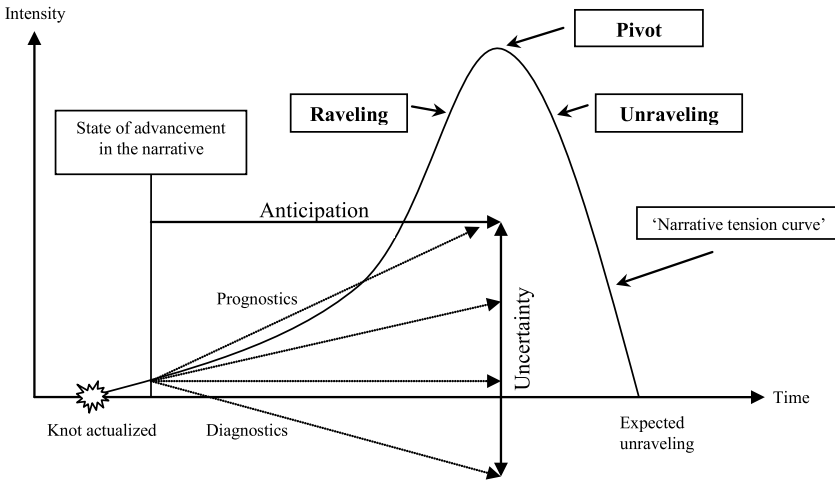 Intensity
Pivot
Raveling
Unraveling
State of advancement
in the narrative
Anticipation
'Narrative tension curve'
Prognostics
Uncertainty
Time
Knot actualized
Diagnostics
Expected
unraveling